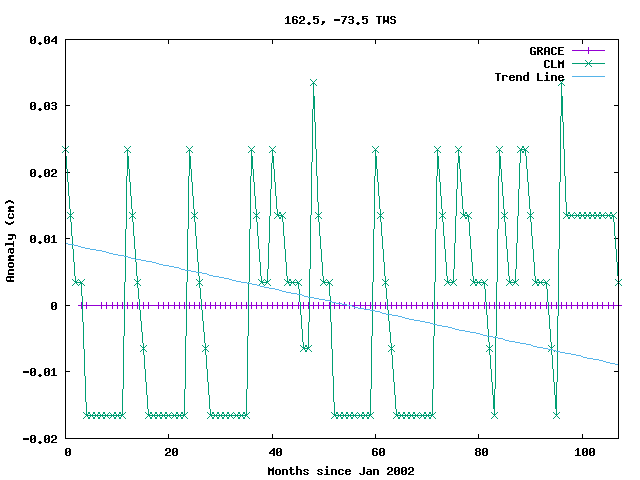 162.5, -73.5 TWS
GRACE
CLM
Trend Line
Anomaly (cm)
0.04
0.03
0.02
0.01
0
-0.01
-0.02
0 20 40 60 80 100
Months since Jan 2002